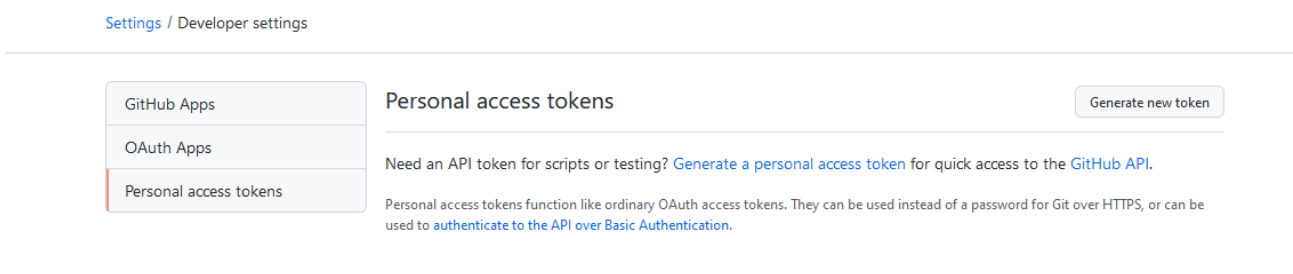 Settings / Developer settings
GitHub Apps
OAuth Apps
Personal access tokens
Personal access tokens
Generate new token
Need an API token for scripts or testing? Generate a personal access token for quick access to the GitHub API.
Personal access tokens function like ordinary OAuth access tokens. They can be used instead of a password for Git over HTTPS, or can be
used to authenticate to the API over Basic Authentication.